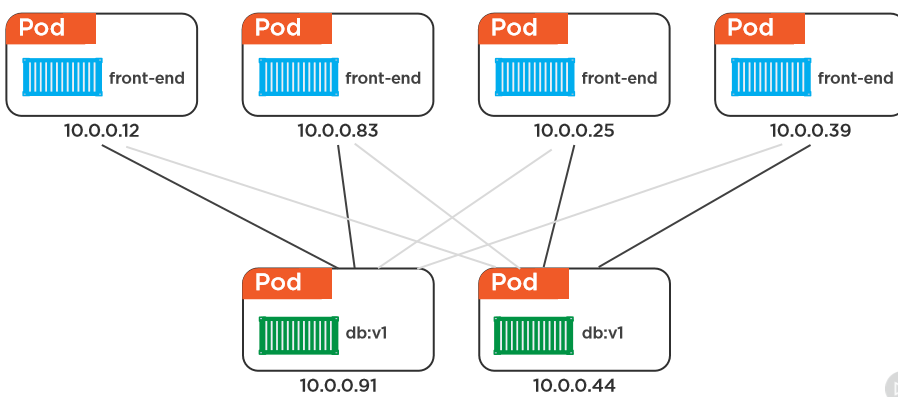 Pod
front-end
10.0.0.12
Pod
front-end
10.0.0.83
Pod
front-end
10.0.0.25
Pod
front-end
10.0.0.39
Pod
db:v1
10.0.0.91
Pod
db:v1
10.0.0.44